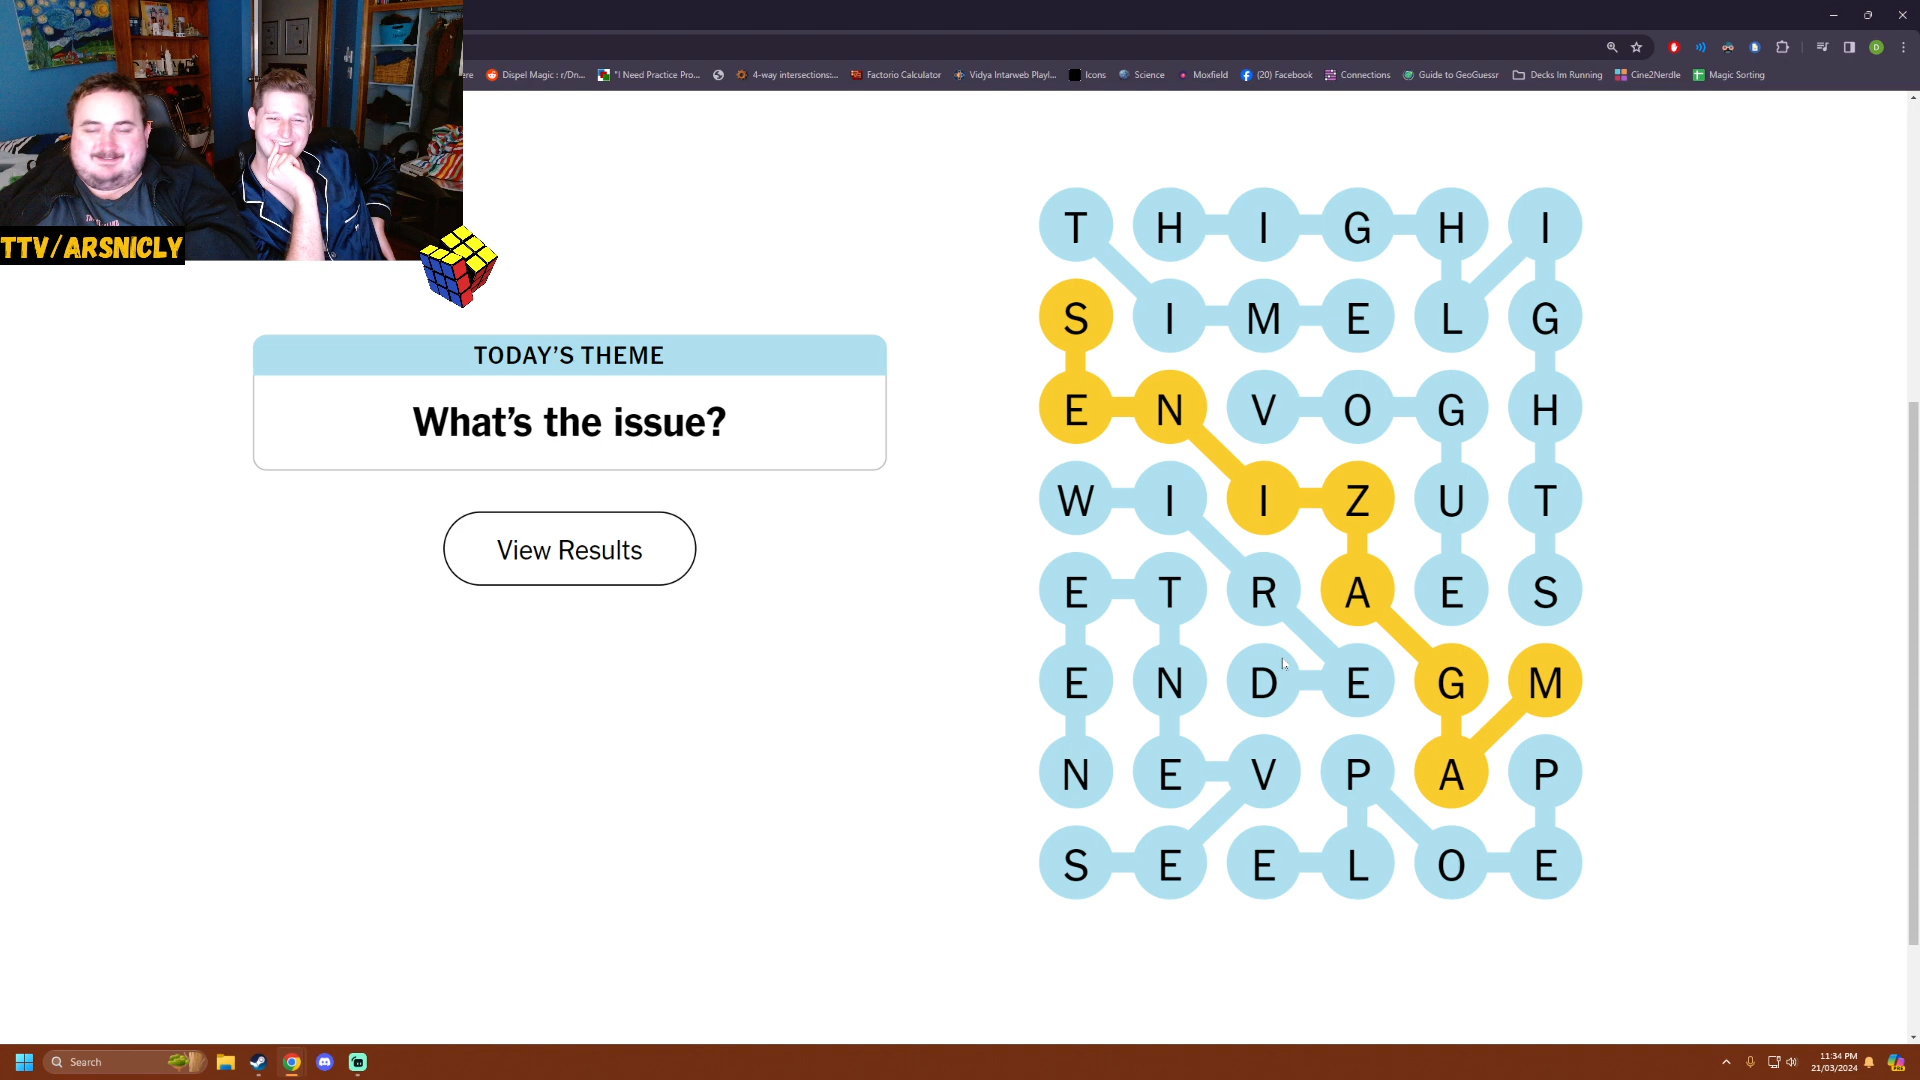 ere
Dispel Magic : r/Dn...
"I Need Practice Pro...
4-way intersections:...
Factorio Calculator
Vidya Intarweb Playl...
Icons
Science
Moxfield
(20) Facebook
Connections
Guide to GeoGuessr
Decks Im Running
Cine2Nerdle
Magic Sorting
D
TTV/ARSNICLY
TODAY'S THEME
What's the issue?
View Results
T H I G H I
S I M E L G
E N V O G H
W I I Z U T
E T R A E S
E N D E G M
N E V P A P
S E E L O E
Search
11:34 PM
21/03/2024